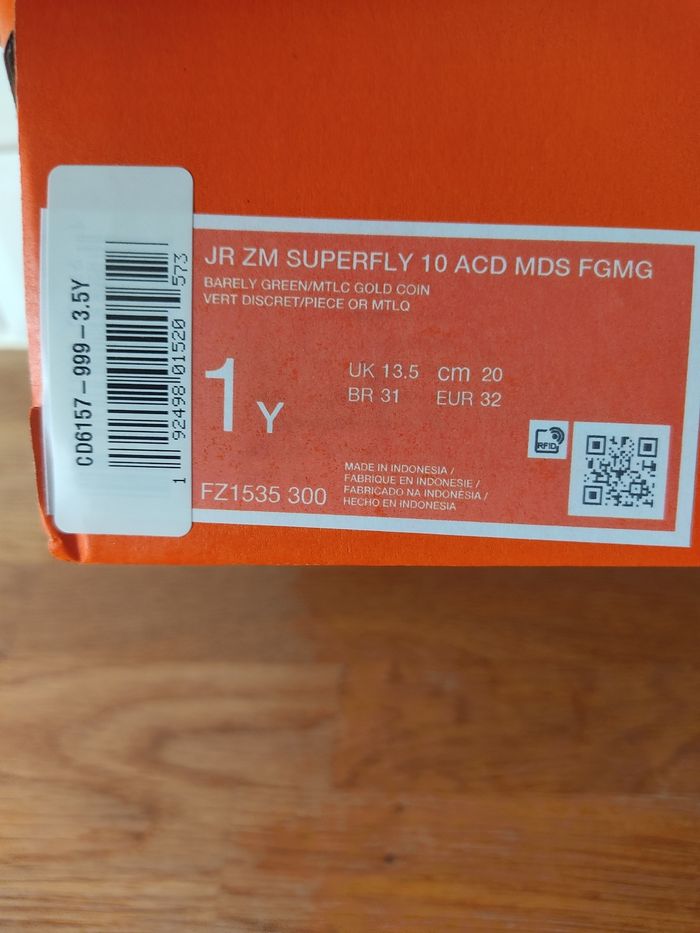 CD6157-999-3.5Y
1 92498 01520 573
JR ZM SUPERFLY 10 ACD MDS FGMG
BARELY GREEN/MTLC GOLD COIN
VERT DISCRET/PIECE OR MTLQ
1 Y
UK 13.5 cm 20
BR 31 EUR 32
RFID
MADE IN INDONESIA /
FABRIQUE EN INDONESIE /
FABRICADO NA INDONÉSIA /
HECHO EN INDONESIA
FZ1535 300